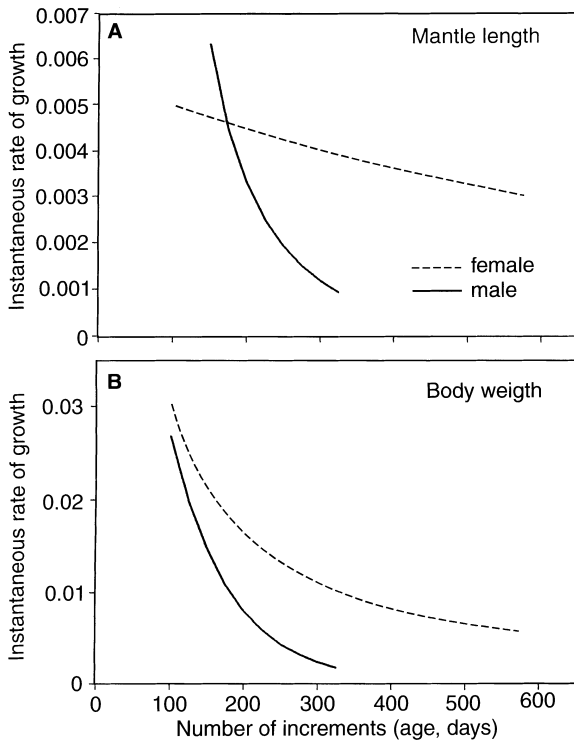 0.007
A
Mantle length
0.006
0.005
0.004
0.003
0.002
0.001
0
Instantaneous rate of growth
female
male
B
Body weigth
0.03
0.02
0.01
0
Instantaneous rate of growth
0 100 200 300 400 500 600
Number of increments (age, days)